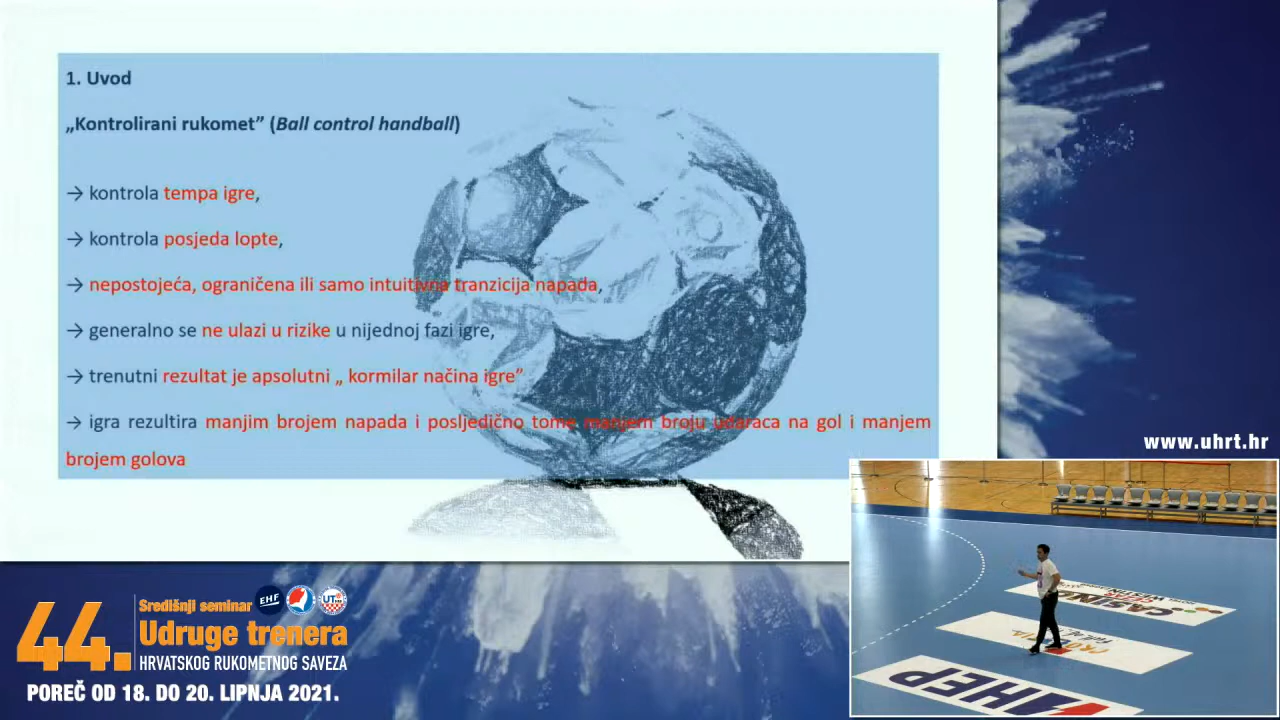 1. Uvod
„Kontrolirani rukomet” (Ball control handball)
→ kontrola tempa igre,
→ kontrola posjeda lopte,
→ nepostojeća, ograničena ili samo intuitivna tranzicija napada,
→ generalno se ne ulazi u rizike u nijednoj fazi igre,
→ trenutni rezultat je apsolutni „ kormilar načina igre”
→ igra rezultira manjim brojem napada i posljedično tome manjem broju udaraca na gol i manjem
brojem golova
www.uhrt.hr
44.
Središnji seminar
EHF
Udruge trenera
HRVATSKOG RUKOMETNOG SAVEZA
POREČ OD 18. DO 20. LIPNJA 2021.
HEP